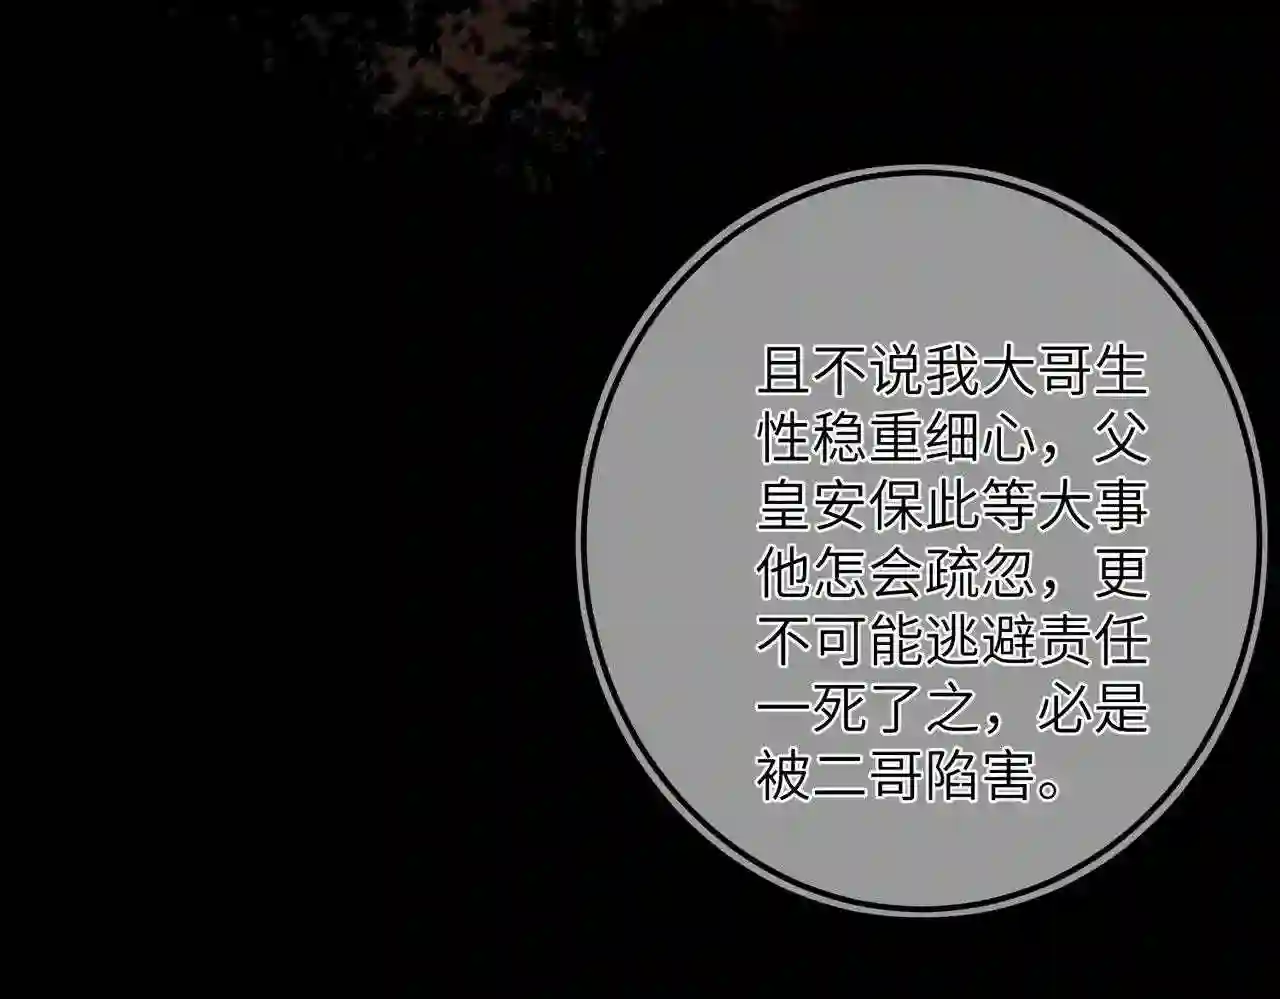 且不说我大哥生
性稳重细心，父
皇安保此等大事
他怎会疏忽，更
不可能逃避责任
一死了之，必是
被二哥陷害。